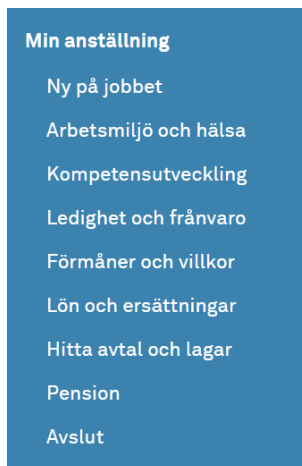 Min anställning
Ny på jobbet
Arbetsmiljö och hälsa
Kompetensutveckling
Ledighet och frånvaro
Förmåner och villkor
Lön och ersättningar
Hitta avtal och lagar
Pension
Avslut